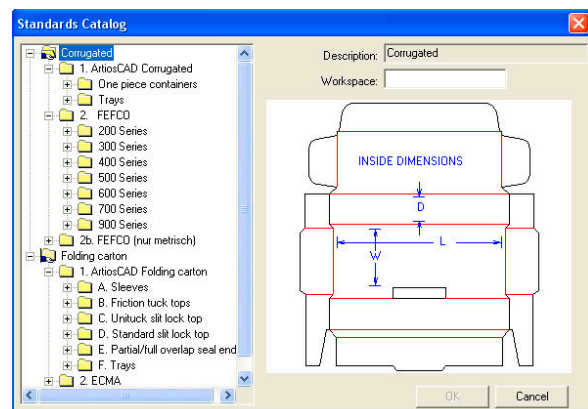 Standards Catalog
Corrugated
1. ArtiosCAD Corrugated
One piece containers
Trays
2. FEFCO
200 Series
300 Series
400 Series
500 Series
600 Series
700 Series
900 Series
2b. FEFCO (nur metrisch)
Folding carton
1. ArtiosCAD Folding carton
A. Sleeves
B. Friction tuck tops
C. Unituck slit lock top
D. Standard slit lock top
E. Partial/full overlap seal end
F. Trays
2. ECMA
Description: Corrugated
Workspace:
INSIDE DIMENSIONS
D
L
W
OK Cancel